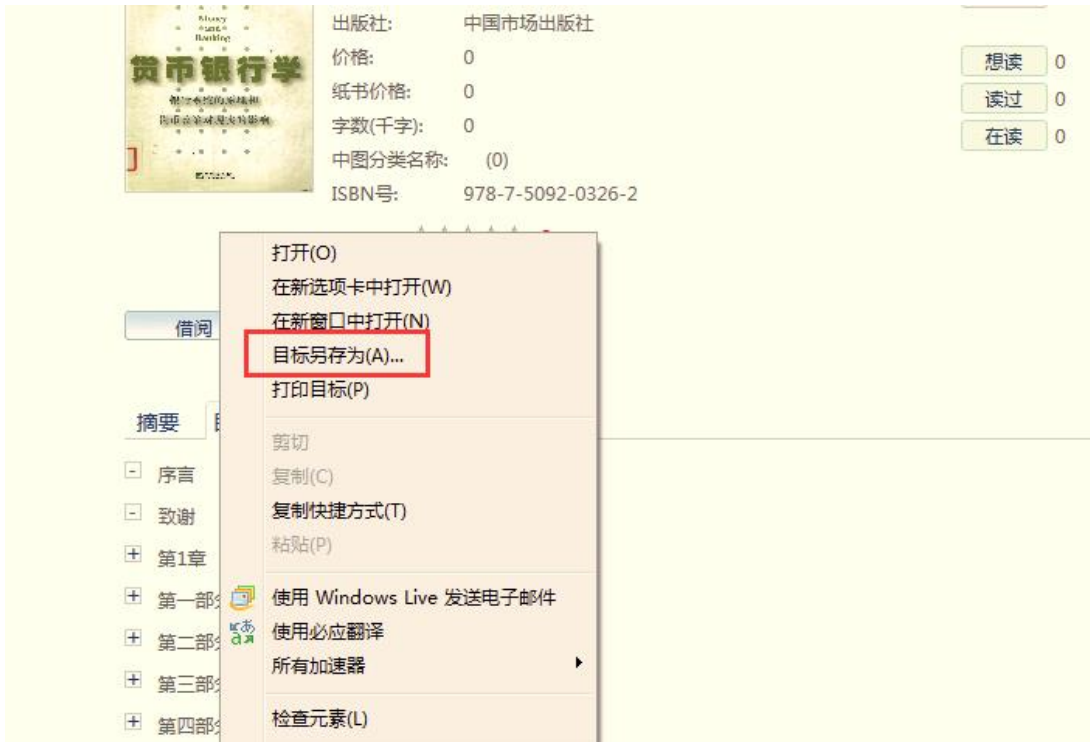 Money
and
Banking
货币银行学
出版社: 中国市场出版社
价格: 0
纸书价格: 0
字数(千字): 0
中图分类名称: (0)
ISBN号: 978-7-5092-0326-2
想读 0
读过 0
在读 0
打开(O)
在新选项卡中打开(W)
在新窗口中打开(N)
借阅
目标另存为(A)...
打印目标(P)
摘要
剪切
序言
复制(C)
致谢
复制快捷方式(T)
粘贴(P)
第1章
第一部
使用 Windows Live 发送电子邮件
第二部
使用必应翻译
所有加速器
第三部
第四部
检查元素(L)